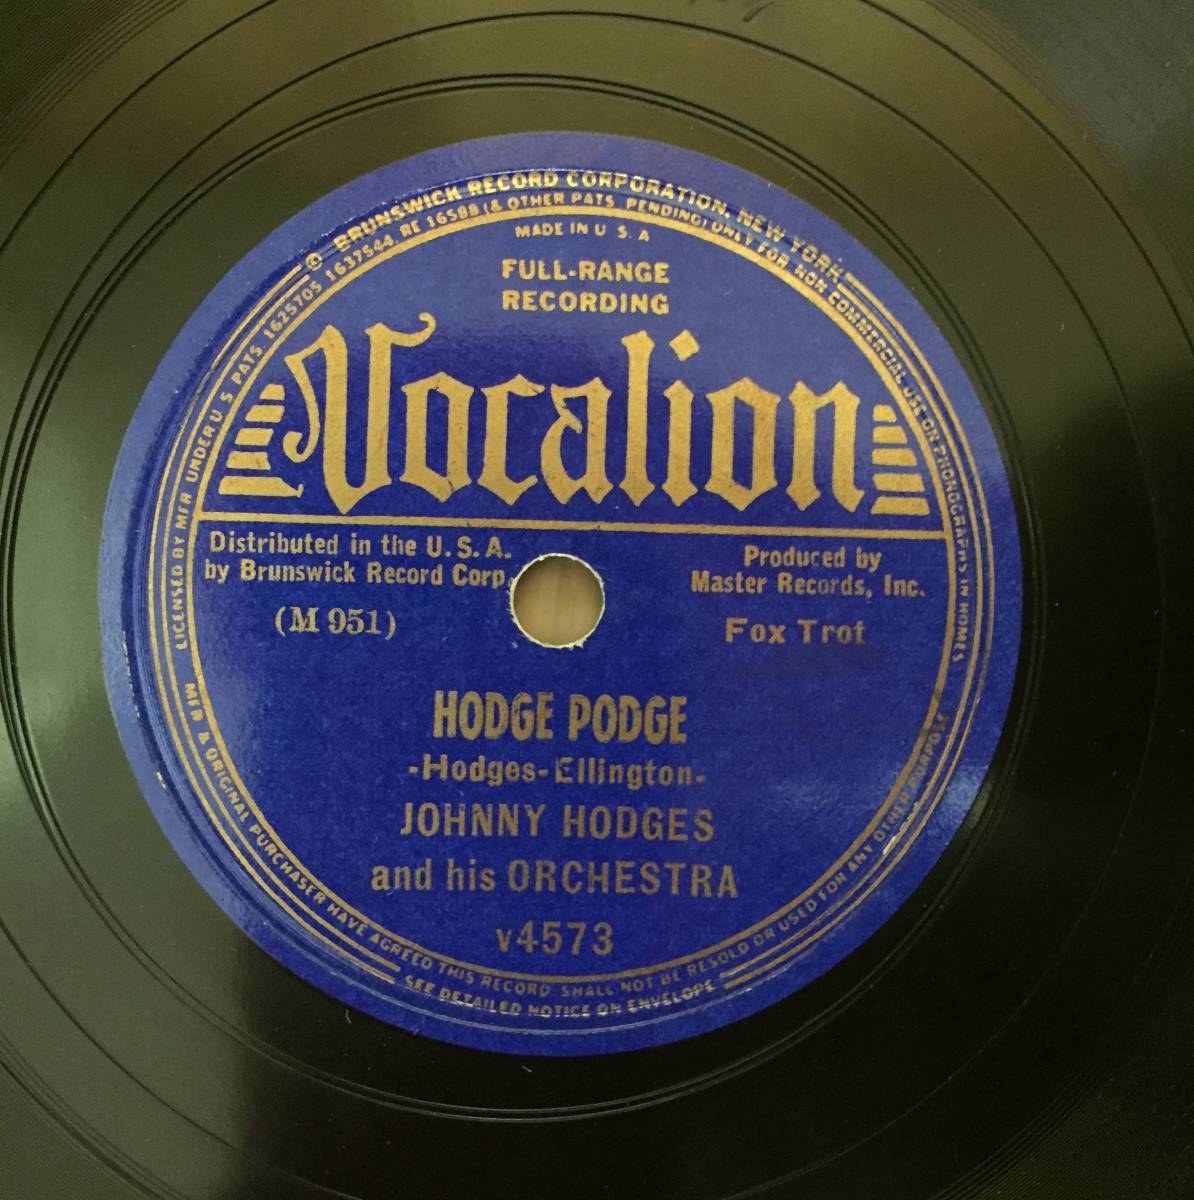 © BRUNSWICK RECORD CORPORATION, NEW YORK
LICENSED BY MFR UNDER U S PATS. 1625705 1637544, RE 16588 (& OTHER PATS. PENDING) ONLY FOR NON COMMERCIAL USE ON PHONOGRAPHS IN HOMES
MADE IN U S. A
FULL-RANGE
RECORDING
Vocalion
Distributed in the U.S.A.
by Brunswick Record Corp.
Produced by
Master Records, Inc.
(M 951)
Fox Trot
HODGE PODGE
-Hodges-Ellington-
JOHNNY HODGES
and his ORCHESTRA
V4573
MFR & ORIGINAL PURCHASER HAVE AGREED THIS RECORD SHALL NOT BE RESOLD OR USED FOR ANY OTHER PURPOSE
SEE DETAILED NOTICE ON ENVELOPE